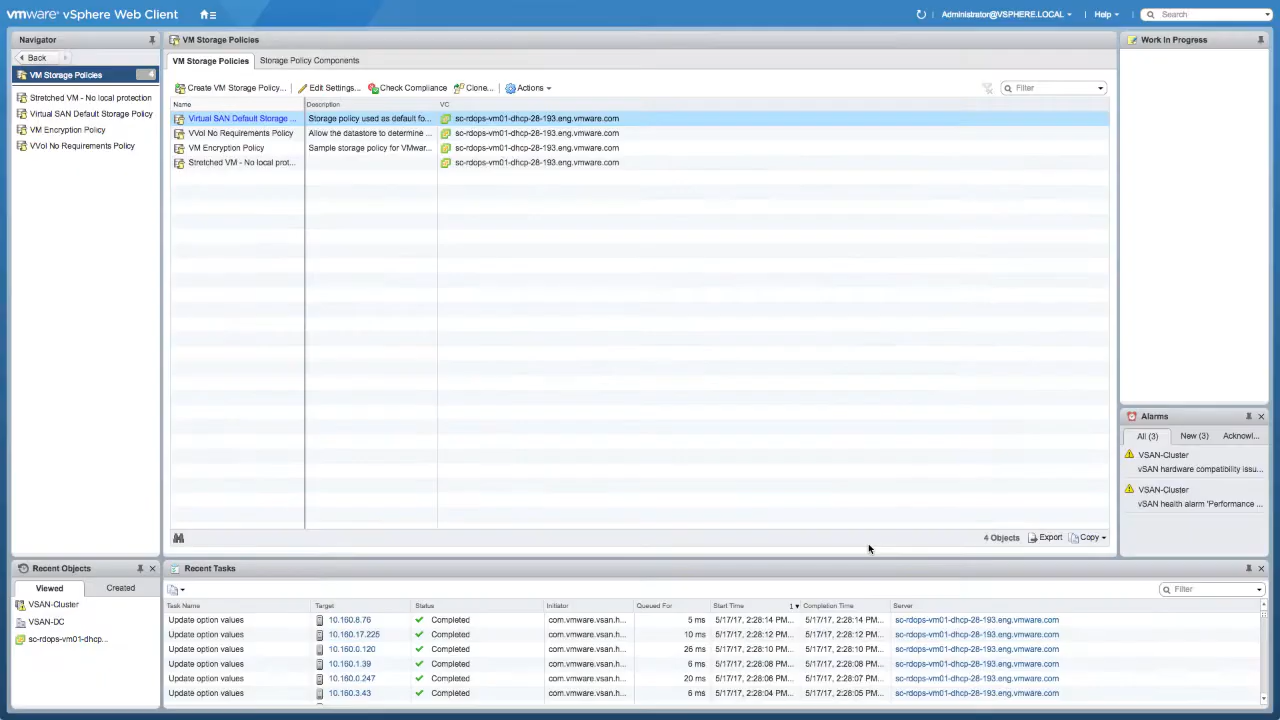 vmware® vSphere Web Client
Administrator@VSPHERE.LOCAL
Help
Search
Navigator
Back
VM Storage Policies
4
Stretched VM - No local protection
Virtual SAN Default Storage Policy
VM Encryption Policy
VVol No Requirements Policy
VM Storage Policies
VM Storage Policies
Storage Policy Components
Create VM Storage Policy...
Edit Settings...
Check Compliance
Clone...
Actions
Filter
Name Description VC
Virtual SAN Default Storage ... Storage policy used as default fo... sc-rdops-vm01-dhcp-28-193.eng.vmware.com
VVol No Requirements Policy Allow the datastore to determine ... sc-rdops-vm01-dhcp-28-193.eng.vmware.com
VM Encryption Policy Sample storage policy for VMwar... sc-rdops-vm01-dhcp-28-193.eng.vmware.com
Stretched VM - No local prot... sc-rdops-vm01-dhcp-28-193.eng.vmware.com
4 Objects Export Copy
Work In Progress
Alarms
All (3) New (3) Acknowl...
VSAN-Cluster
vSAN hardware compatibility issu...
VSAN-Cluster
vSAN health alarm 'Performance ...
Recent Objects
Viewed Created
VSAN-Cluster
VSAN-DC
sc-rdops-vm01-dhcp...
Recent Tasks
Filter
Task Name Target Status Initiator Queued For Start Time 1 Completion Time Server
Update option values 10.160.8.76 Completed com.vmware.vsan.h... 5 ms 5/17/17, 2:28:14 PM... 5/17/17, 2:28:14 PM... sc-rdops-vm01-dhcp-28-193.eng.vmware.com
Update option values 10.160.17.225 Completed com.vmware.vsan.h... 10 ms 5/17/17, 2:28:12 PM... 5/17/17, 2:28:12 PM... sc-rdops-vm01-dhcp-28-193.eng.vmware.com
Update option values 10.160.0.120 Completed com.vmware.vsan.h... 26 ms 5/17/17, 2:28:10 PM... 5/17/17, 2:28:10 PM... sc-rdops-vm01-dhcp-28-193.eng.vmware.com
Update option values 10.160.1.39 Completed com.vmware.vsan.h... 6 ms 5/17/17, 2:28:08 PM... 5/17/17, 2:28:08 PM... sc-rdops-vm01-dhcp-28-193.eng.vmware.com
Update option values 10.160.0.247 Completed com.vmware.vsan.h... 20 ms 5/17/17, 2:28:06 PM... 5/17/17, 2:28:07 PM... sc-rdops-vm01-dhcp-28-193.eng.vmware.com
Update option values 10.160.3.43 Completed com.vmware.vsan.h... 6 ms 5/17/17, 2:28:04 PM... 5/17/17, 2:28:05 PM... sc-rdops-vm01-dhcp-28-193.eng.vmware.com